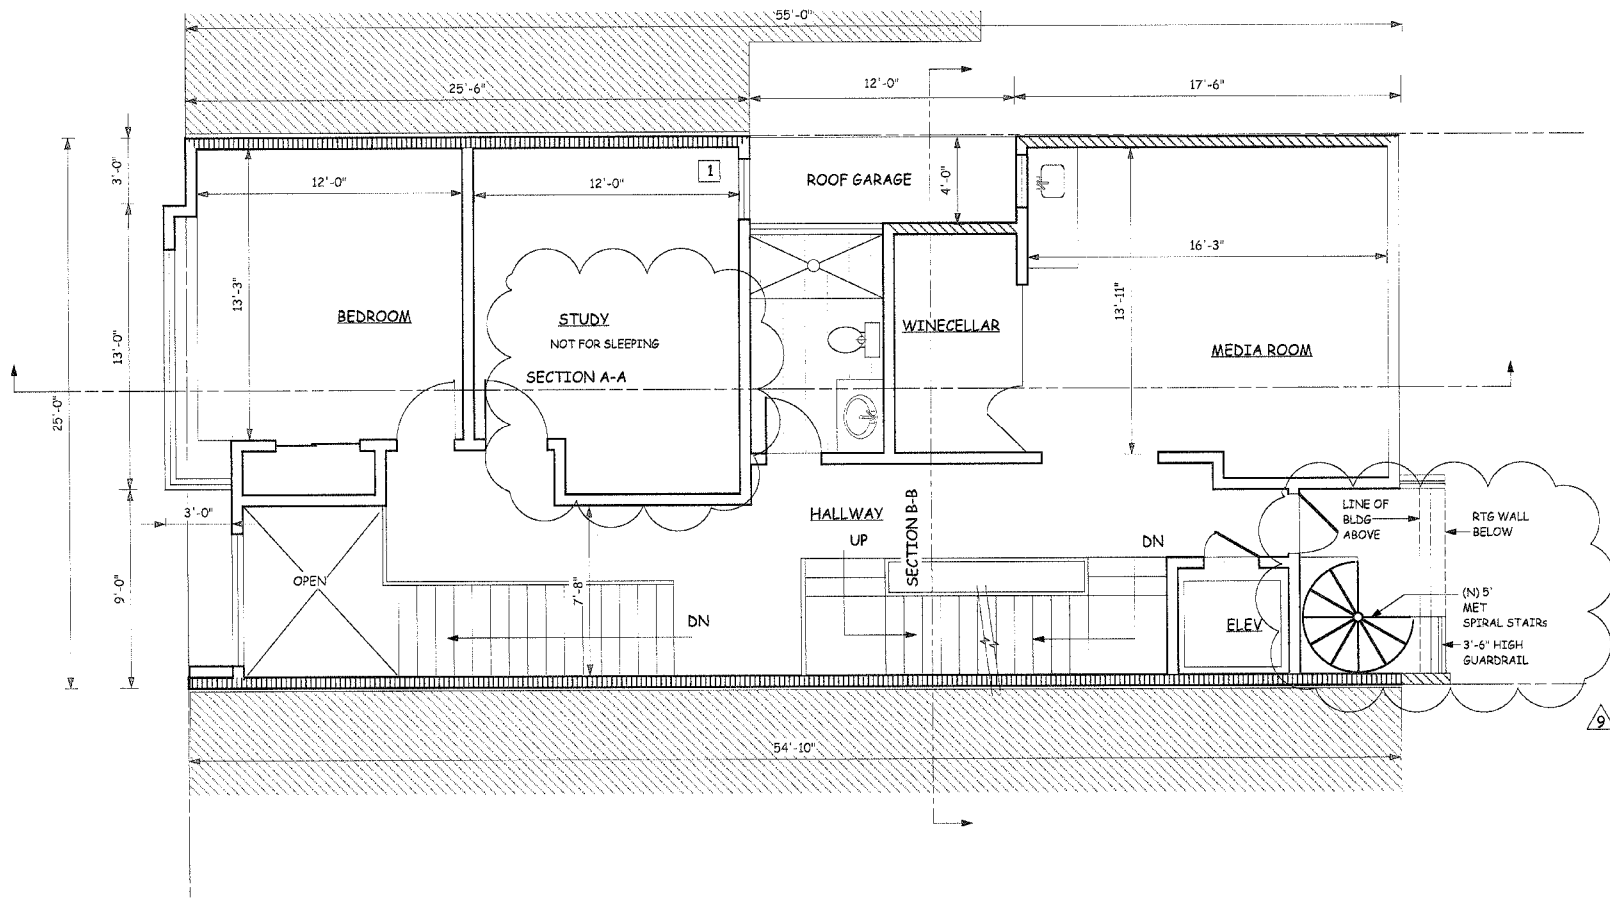 55'-0"
25'-6"
12'-0"
17'-6"
3'-0"
12'-0"
12'-0"
1
ROOF GARAGE
4'-0"
16'-3"
13'-3"
13'-0"
25'-0"
BEDROOM
STUDY
NOT FOR SLEEPING
SECTION A-A
WINECELLAR
13'-11"
MEDIA ROOM
3'-0"
HALLWAY
UP
SECTION B-B
DN
LINE OF
BLDG
ABOVE
RTG WALL
BELOW
9'-0"
OPEN
7'-8"
DN
ELEV
(N) 5'
MET
SPIRAL STAIRs
3'-6" HIGH
GUARDRAIL
9
54'-10"